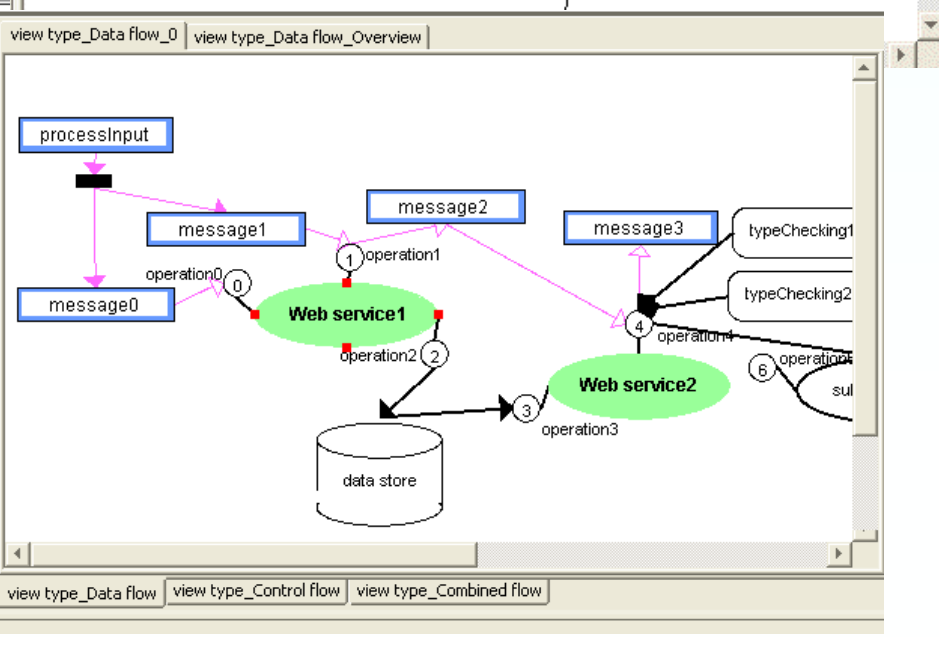 view type_Data flow_0
view type_Data flow_Overview
processInput
message2
message1
message3
typeChecking1
operation1
1
operation0
0
typeChecking2
message0
Web service1
4
operation4
operation2
2
6
Web service2
3
operation3
data store
view type_Data flow
view type_Control flow
view type_Combined flow